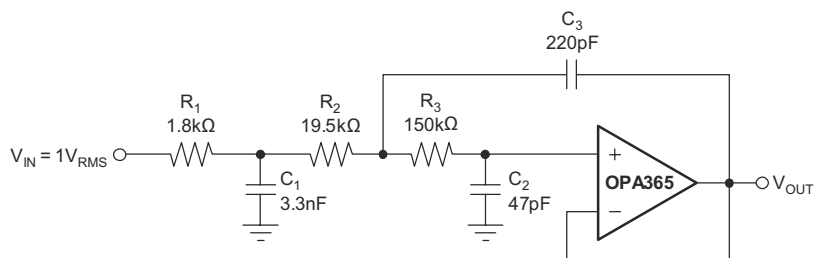 C3
220pF
R1
1.8kΩ
R2
19.5kΩ
R3
150kΩ
VIN = 1VRMS
C1
3.3nF
C2
47pF
+
OPA365
−
VOUT